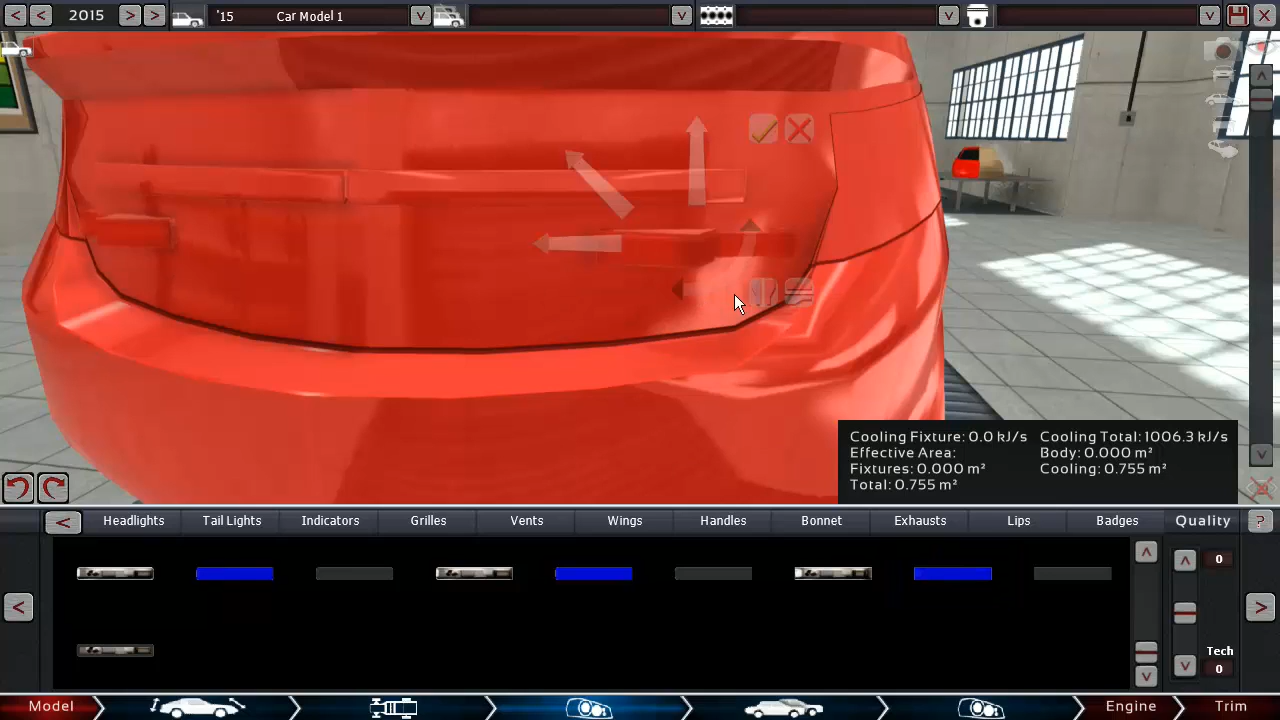 2015 '15 Car Model 1
Cooling Fixture: 0.0 kJ/s Cooling Total: 1006.3 kJ/s
Effective Area: Body: 0.000 m²
Fixtures: 0.000 m² Cooling: 0.755 m²
Total: 0.755 m²
Headlights Tail Lights Indicators Grilles Vents Wings Handles Bonnet Exhausts Lips Badges Quality ?
0
Tech
0
Model Engine Trim